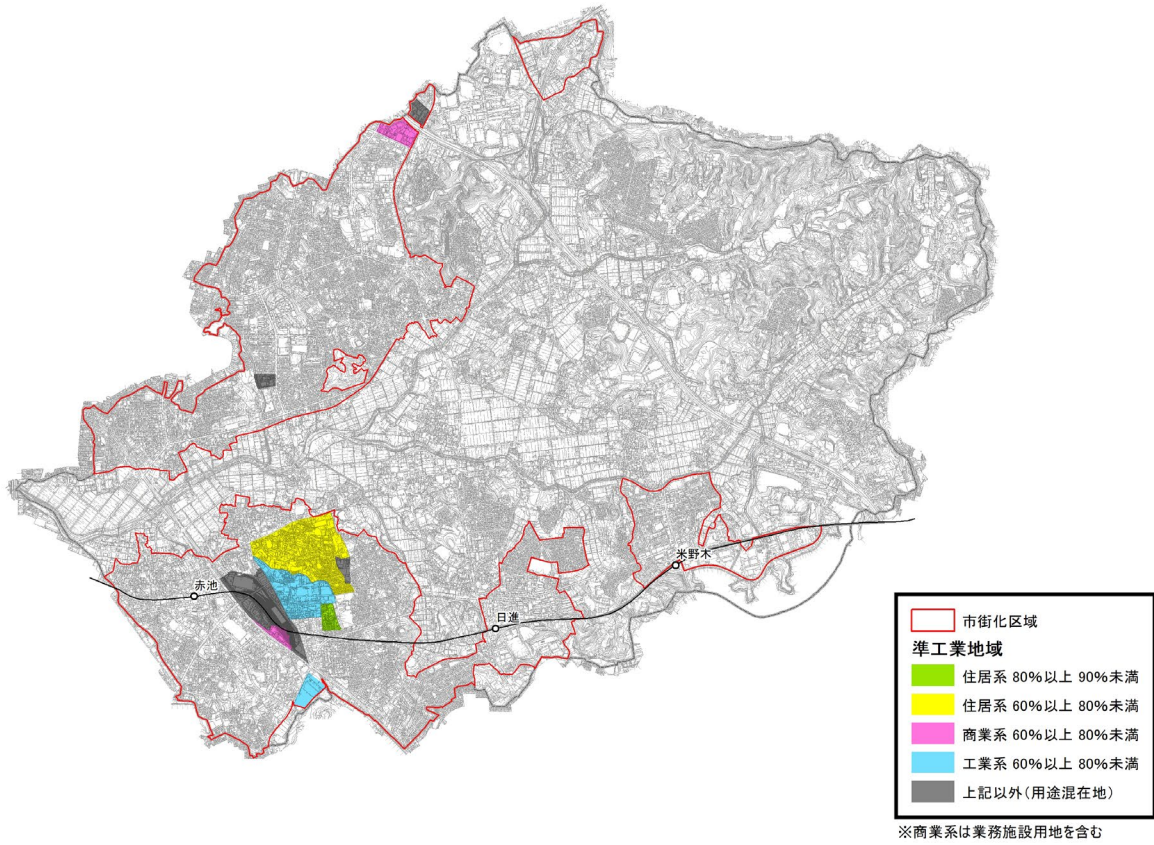 米野木
赤池
日進
市街化区域
準工業地域
住居系 80%以上 90%未満
住居系 60%以上 80%未満
商業系 60%以上 80%未満
工業系 60%以上 80%未満
上記以外(用途混在地)
※商業系は業務施設用地を含む